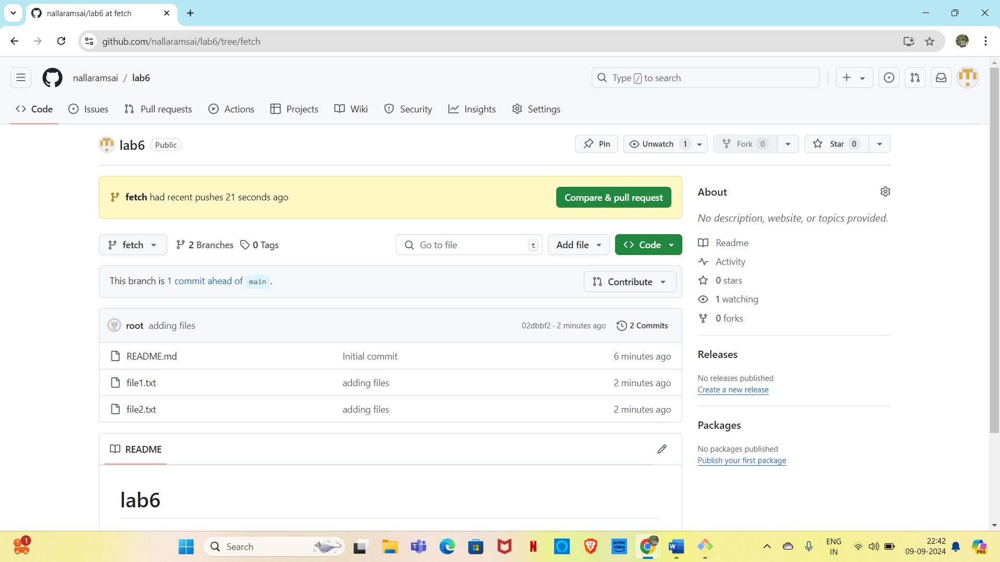 nallaramsai/lab6 at fetch
github.com/nallaramsai/lab6/tree/fetch
nallaramsai / lab6
Type / to search
Code Issues Pull requests Actions Projects Wiki Security Insights Settings
lab6 Public
Pin Unwatch 1 Fork 0 Star 0
fetch had recent pushes 21 seconds ago
Compare & pull request
fetch 2 Branches 0 Tags
Go to file t
Add file
Code
This branch is 1 commit ahead of main .
Contribute
root adding files 02dbbf2 · 2 minutes ago 2 Commits
README.md Initial commit 6 minutes ago
file1.txt adding files 2 minutes ago
file2.txt adding files 2 minutes ago
README
lab6
About
No description, website, or topics provided.
Readme
Activity
0 stars
1 watching
0 forks
Releases
No releases published
Create a new release
Packages
No packages published
Publish your first package
1
Search
N
prime
video
W
ENG
IN
22:42
09-09-2024
PRE